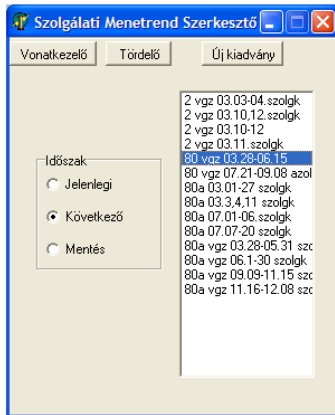 Szolgálati Menetrend Szerkesztő
Vonatkezelő Tördelő Új kiadvány
Időszak
Jelenlegi
Következő
Mentés
2 vgz 03.03-04.szolgk
2 vgz 03.10,12.szolgk
2 vgz 03.10-12
2 vgz 03.11.szolgk
80 vgz 03.28-06.15
80 vgz 07.21-09.08 azol
80a 03.01-27 szolgk
80a 03.3,4,11 szolgk
80a 07.01-06.szolgk
80a 07.07-20 szolgk
80a vgz 03.28-05.31 szo
80a vgz 06.1-30 szolgk
80a vgz 09.09-11.15 szo
80a vgz 11.16-12.08 szo